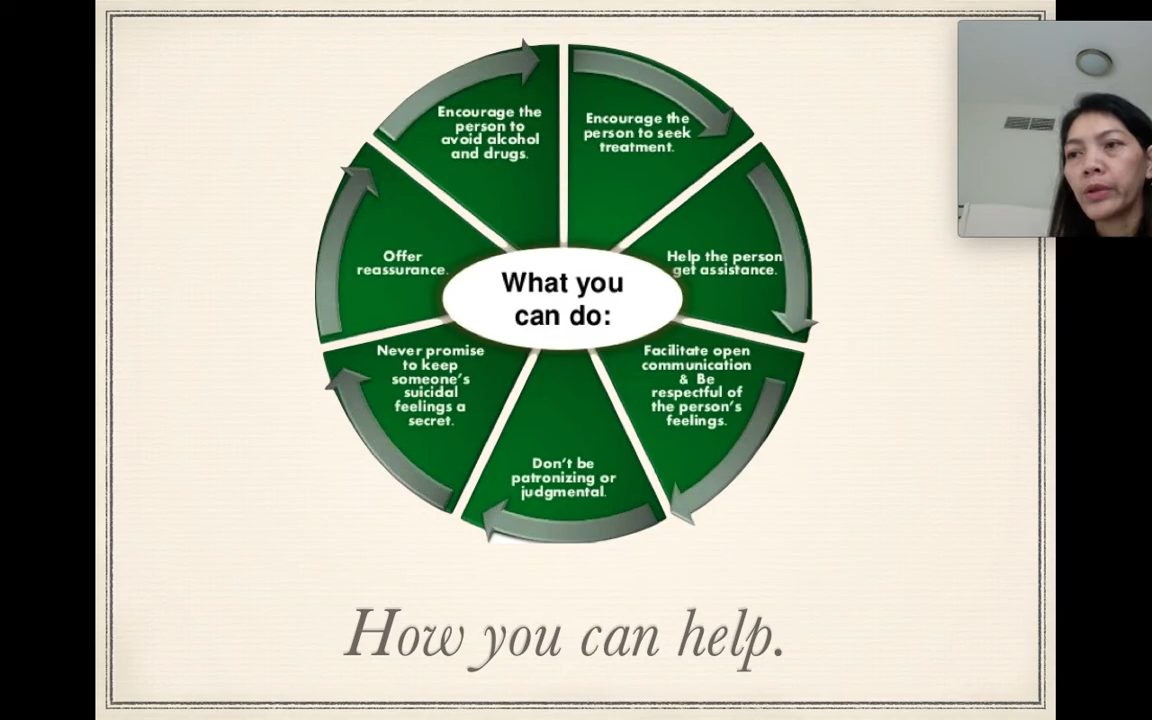 Encourage the
person to
avoid alcohol
and drugs.
Encourage the
person to seek
treatment.
Help the person
get assistance.
Facilitate open
communication
& Be
respectful of
the person's
feelings.
Don't be
patronizing or
judgmental.
Never promise
to keep
someone's
suicidal
feelings a
secret.
Offer
reassurance.
What you
can do:
How you can help.